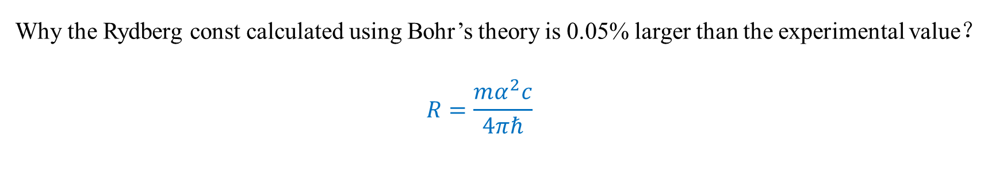 Why the Rydberg const calculated using Bohr’s theory is 0.05% larger than the experimental value?
R = mα²c / 4πħ